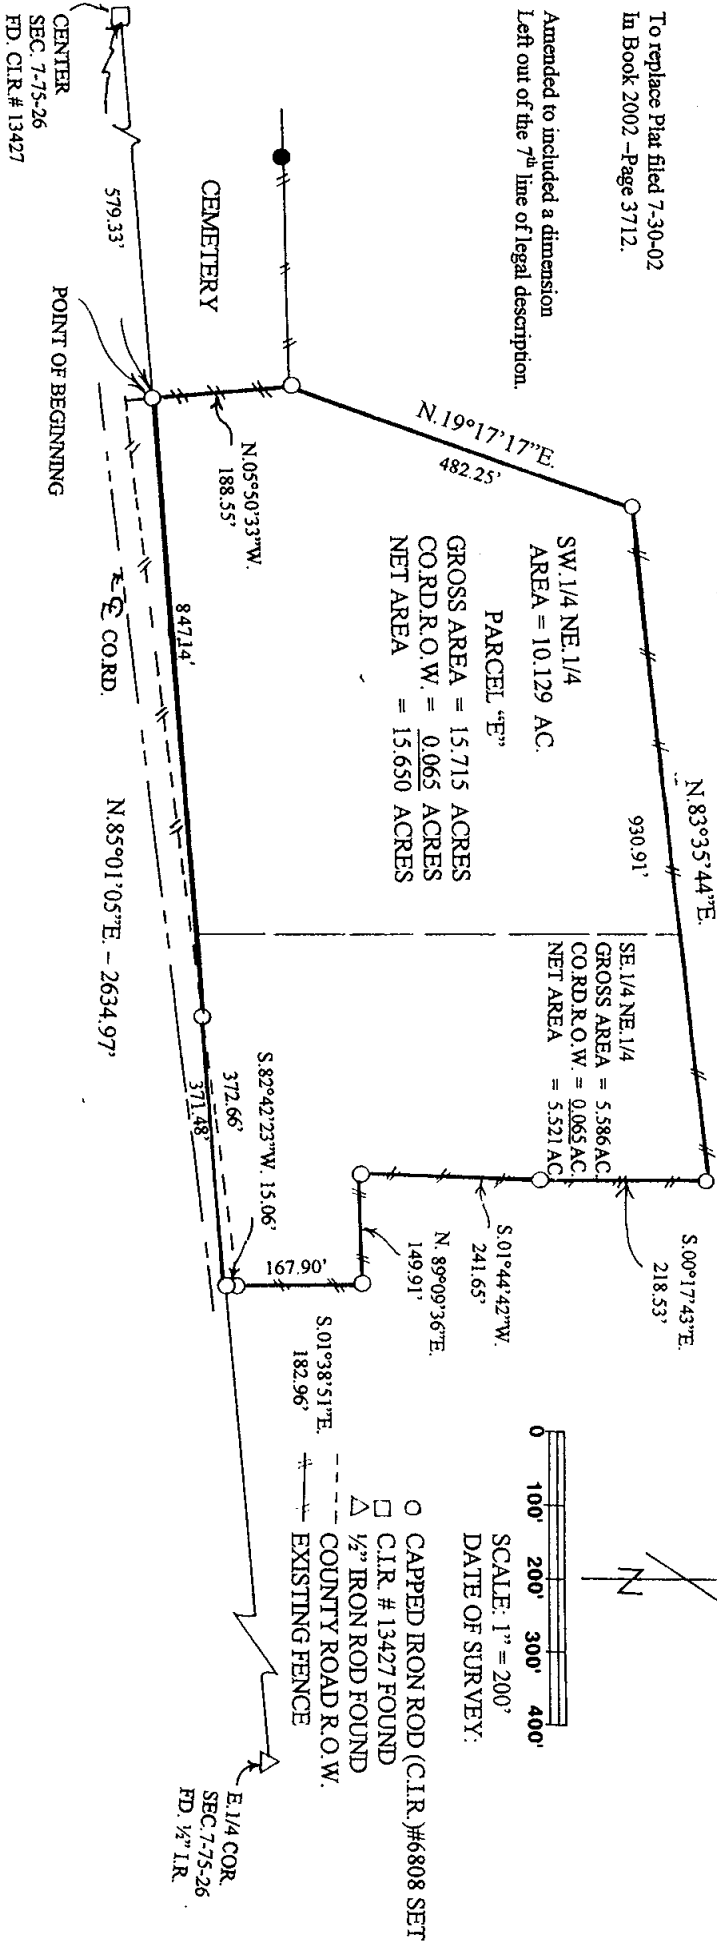 To replace Plat filed 7-30-02
In Book 2002 –Page 3712.
Amended to included a dimension
Left out of the 7th line of legal description.
CENTER
SEC. 7-75-26
FD. C.I.R. # 13427
579.33'
CEMETERY
POINT OF BEGINNING
N.05°50'33"W.
188.55'
N.19°17'17"E.
482.25'
N.83°35'44"E.
930.91'
SW.1/4 NE.1/4
AREA = 10.129 AC.
PARCEL "E"
GROSS AREA = 15.715 ACRES
CO.RD.R.O.W. = 0.065 ACRES
NET AREA = 15.650 ACRES
SE.1/4 NE.1/4
GROSS AREA = 5.586 AC.
CO.RD.R.O.W. = 0.065 AC.
NET AREA = 5.521 AC.
847.14'
CO.RD.
N.85°01'05"E. – 2634.97'
S.82°42'23"W. 15.06'
372.66'
371.48'
S.00°17'43"E.
218.53'
S.01°44'42"W.
241.65'
N. 89°09'36"E.
149.91'
167.90'
S.01°38'51"E.
182.96'
N
0 100' 200' 300' 400'
SCALE: 1" = 200'
DATE OF SURVEY:
CAPPED IRON ROD (C.I.R.)#6808 SET
C.I.R. # 13427 FOUND
½" IRON ROD FOUND
COUNTY ROAD R.O.W.
EXISTING FENCE
E.1/4 COR.
SEC.7-75-26
FD. ½" I.R.